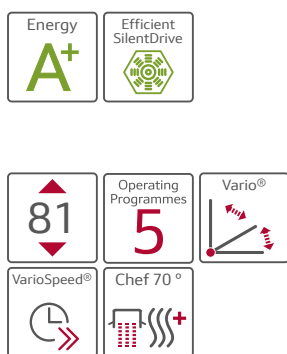 Energy
A+
Efficient
SilentDrive
81
Operating
Programmes
5
Vario®
VarioSpeed®
Chef 70 º